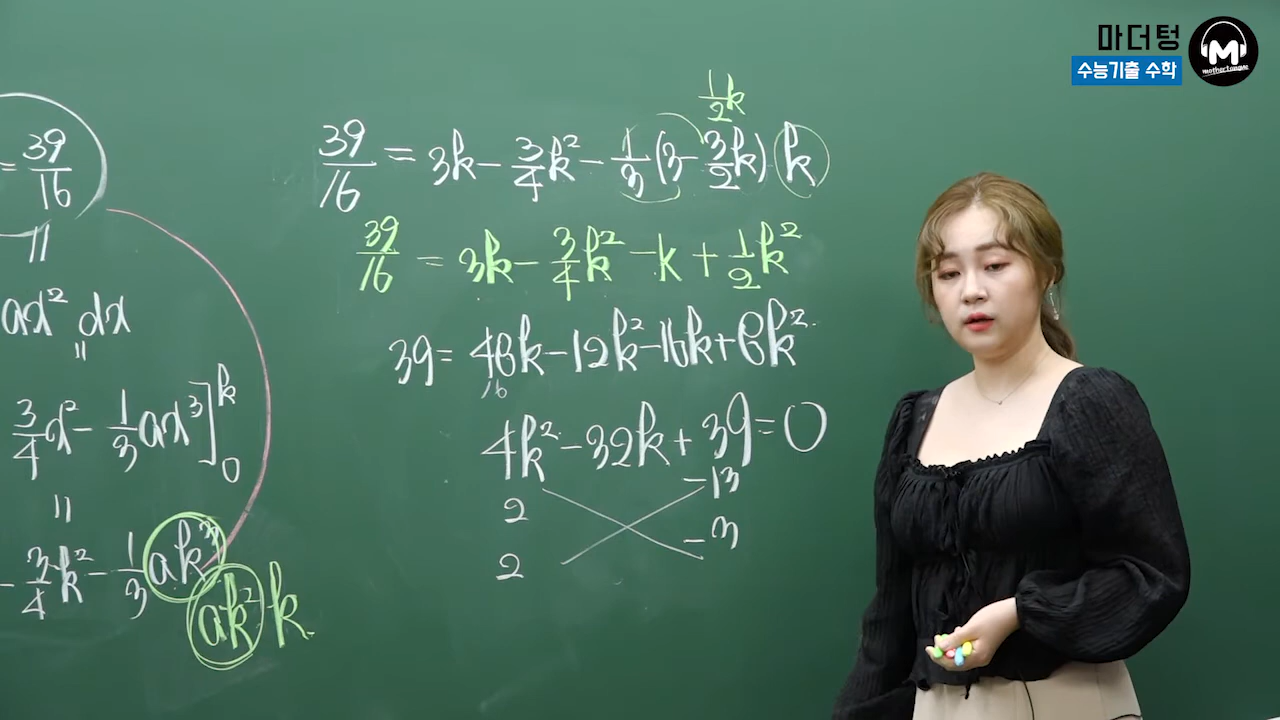 마더텅
수능기출 수학
M
mothertongue
= 39/16
||
ax² dx
||
3/4 x² - 1/3 ax³ ]₀ᵏ
||
- 3/4 k² - 1/3 ak³
ak²·k
1/2 k
39/16 = 3k - 3/4 k² - 1/3 (3 - 3/2 k) k
39/16 = 3k - 3/4 k² - k + 1/2 k²
39 = 48k - 12k² - 16k + 8k²
16
4k² - 32k + 39 = 0
2 -13
2 -3